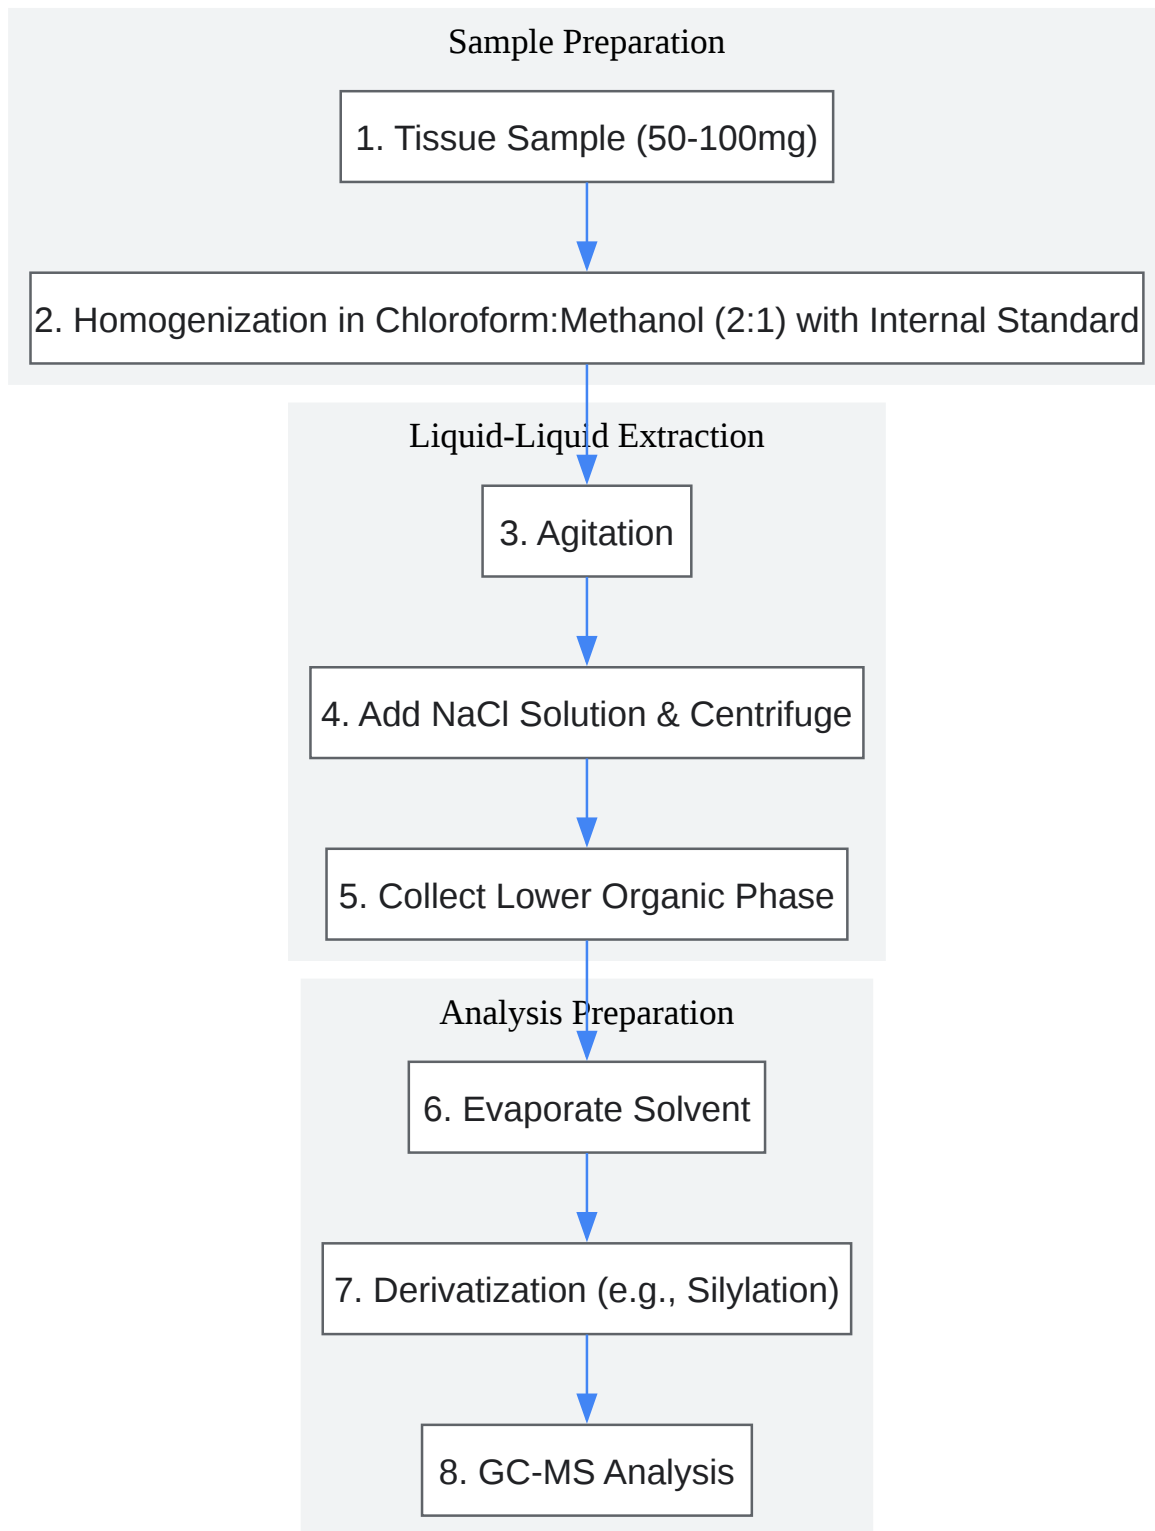 Sample Preparation
1. Tissue Sample (50-100mg)
2. Homogenization in Chloroform:Methanol (2:1) with Internal Standard
Liquid-Liquid Extraction
3. Agitation
4. Add NaCl Solution & Centrifuge
5. Collect Lower Organic Phase
Analysis Preparation
6. Evaporate Solvent
7. Derivatization (e.g., Silylation)
8. GC-MS Analysis